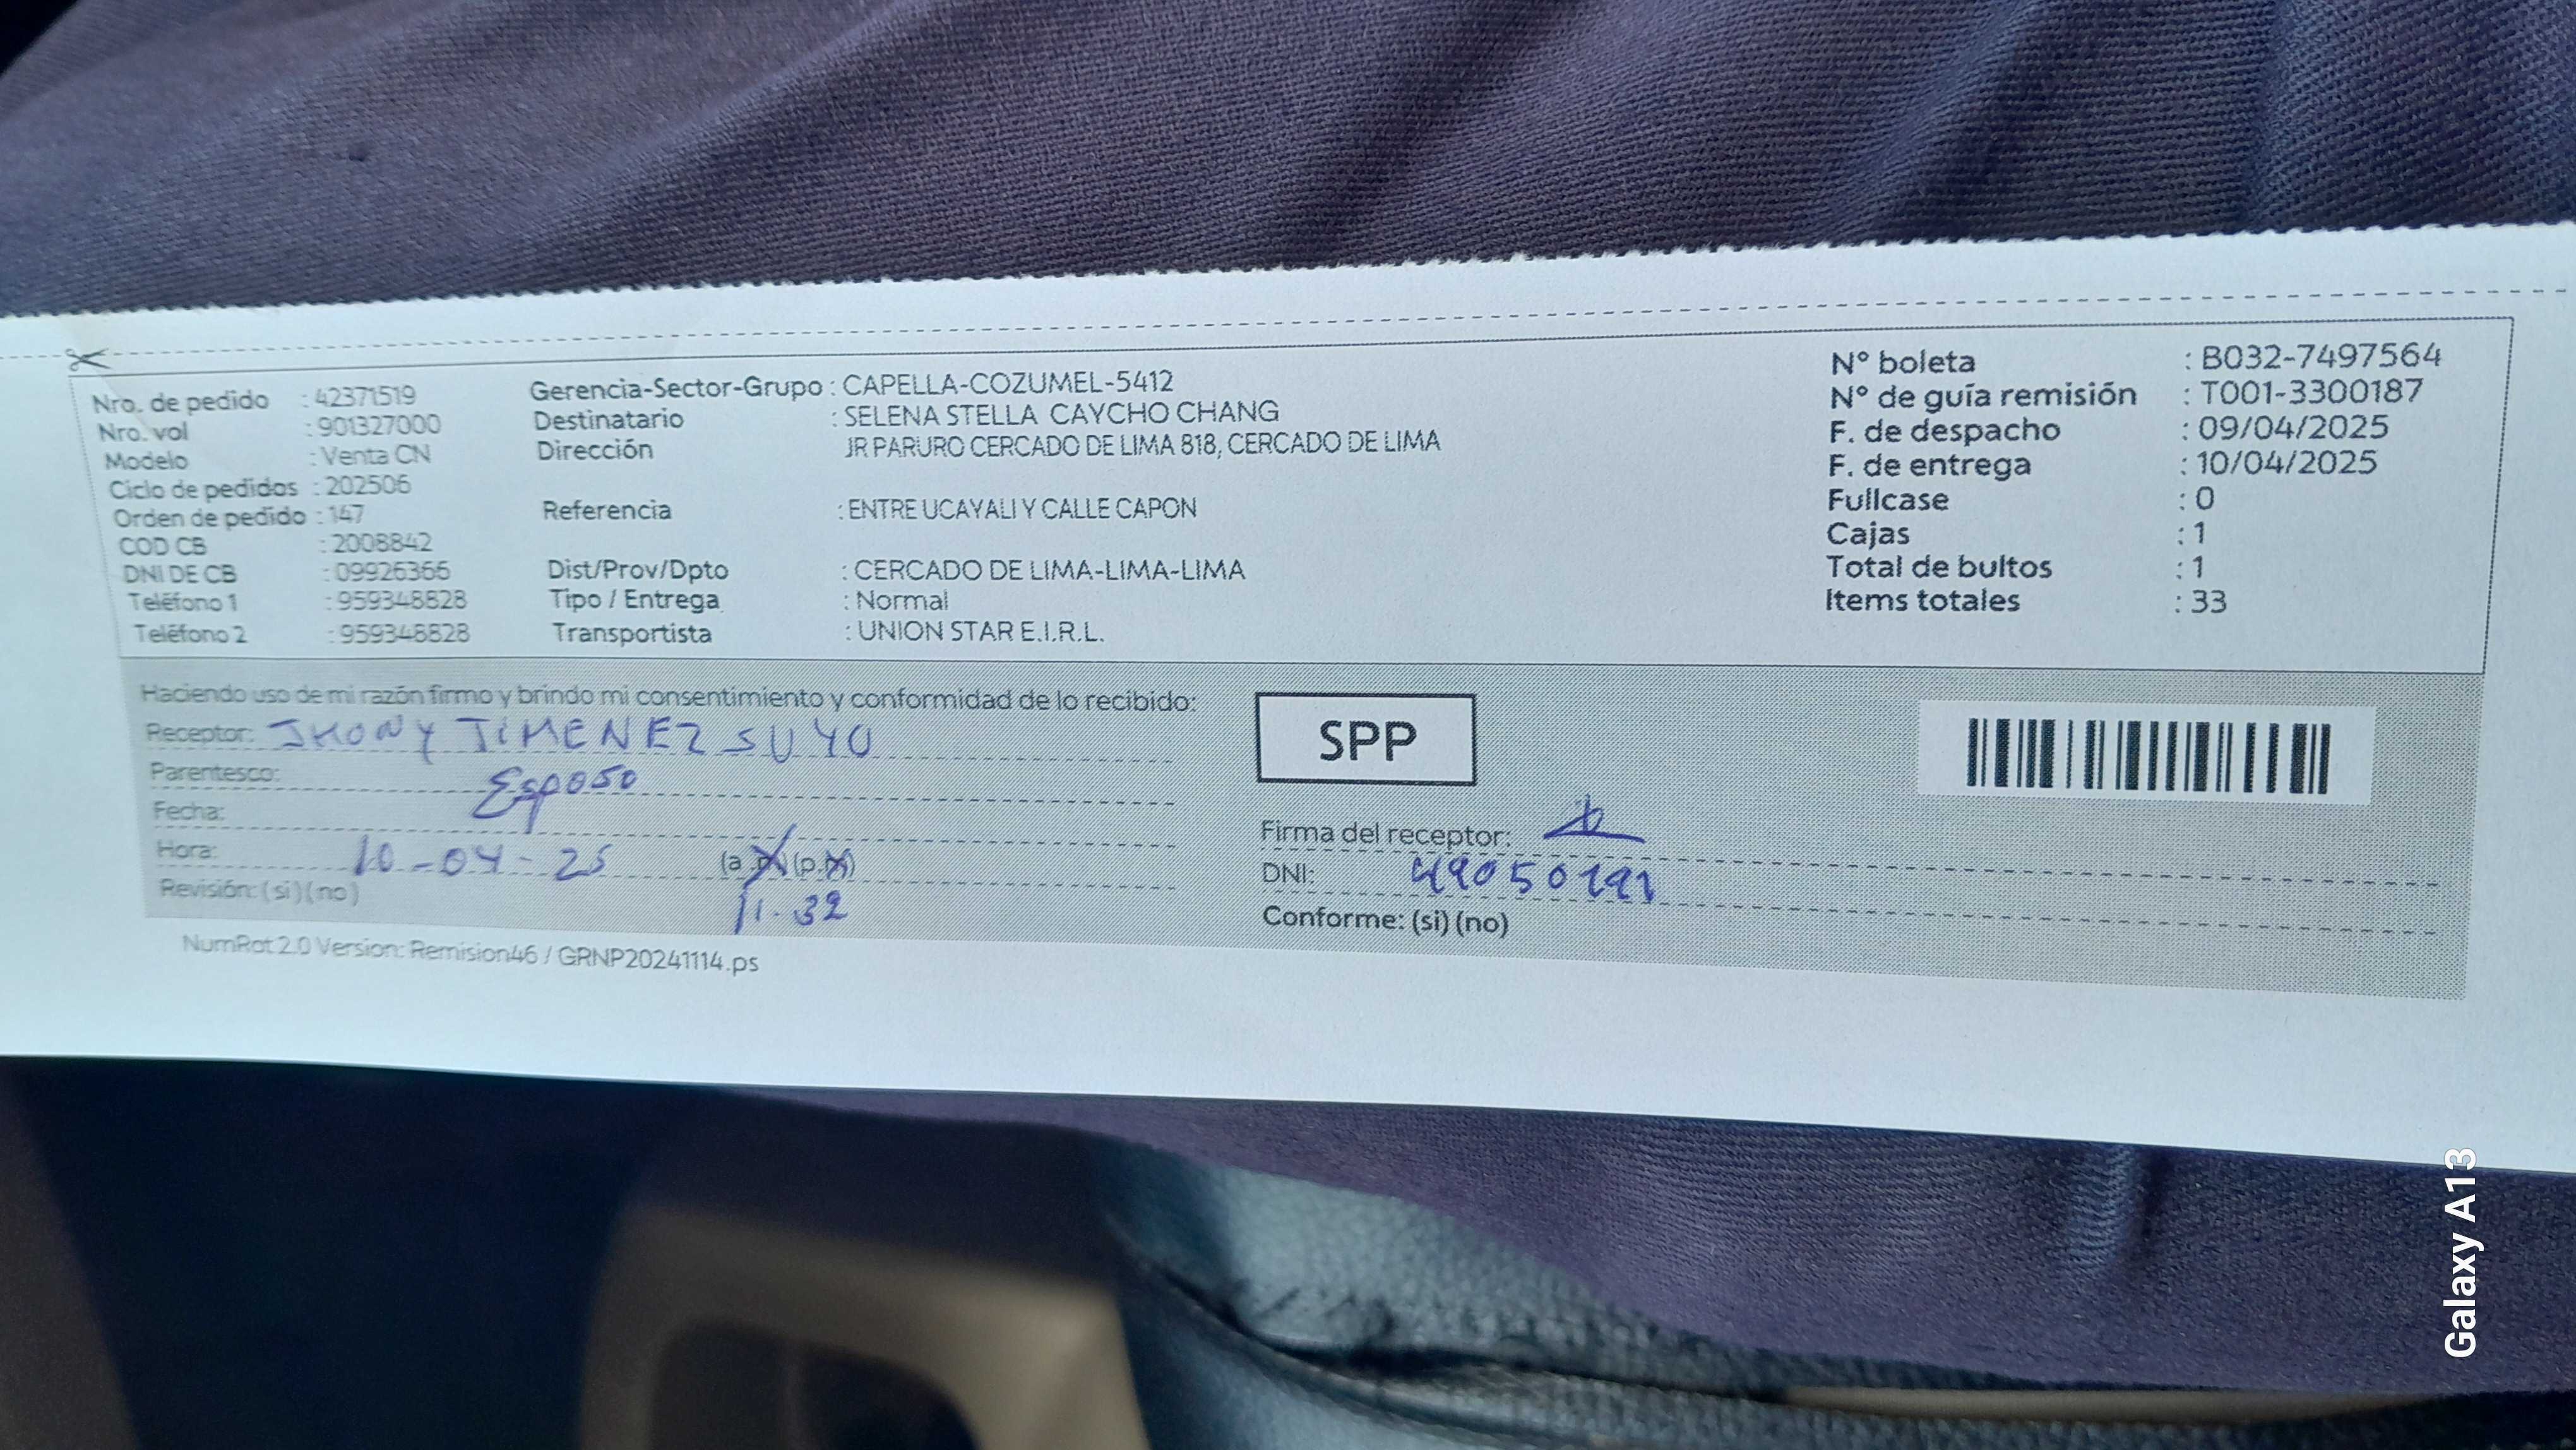 Nro. de pedido : 42371519
Nro. vol : 901327000
Modelo : Venta CN
Ciclo de pedidos : 202506
Orden de pedido : 147
COD CB : 2008842
DNI DE CB : 09926366
Teléfono 1 : 959348828
Teléfono 2 : 959348828
Gerencia-Sector-Grupo : CAPELLA-COZUMEL-5412
Destinatario : SELENA STELLA CAYCHO CHANG
Dirección JR PARURO CERCADO DE LIMA 818, CERCADO DE LIMA
Referencia : ENTRE UCAYALI Y CALLE CAPON
Dist/Prov/Dpto : CERCADO DE LIMA-LIMA-LIMA
Tipo / Entrega : Normal
Transportista : UNION STAR E.I.R.L.
N° boleta : B032-7497564
N° de guía remisión : T001-3300187
F. de despacho : 09/04/2025
F. de entrega : 10/04/2025
Fullcase : 0
Cajas : 1
Total de bultos : 1
Items totales : 33
Haciendo uso de mi razón firmo y brindo mi consentimiento y conformidad de lo recibido:
Receptor: JHONY JIMENEZ SUYO
Parentesco: Esposo
Fecha:
Hora: 10-04-25 (a.m) (p.m)
11.32
Revisión: (si) (no)
SPP
Firma del receptor:
DNI:
Conforme: (si) (no)
NumRot 2.0 Version: Remision46 / GRNP20241114.ps
Galaxy A13